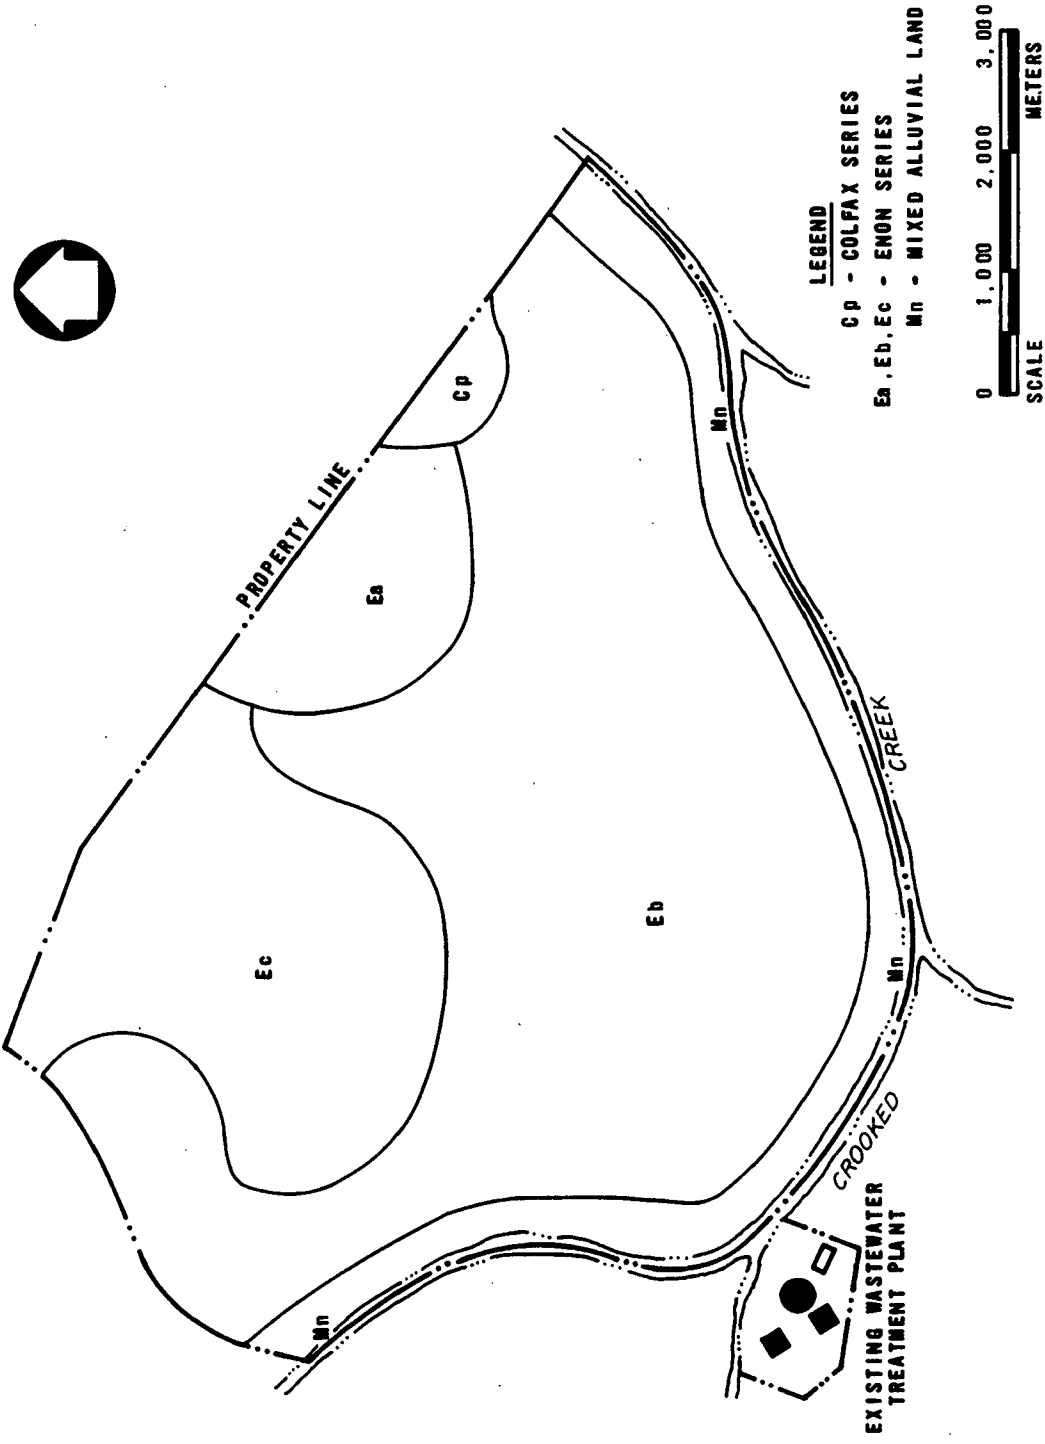 PROPERTY LINE
Cp
Ea
Ec
Eb
Mn
Mn
Mn
CROOKED
CREEK
EXISTING WASTEWATER
TREATMENT PLANT
LEGEND
Cp - COLFAX SERIES
Ea, Eb, Ec - ENON SERIES
Mn - MIXED ALLUVIAL LAND
0 1,000 2,000 3,000
SCALE METERS